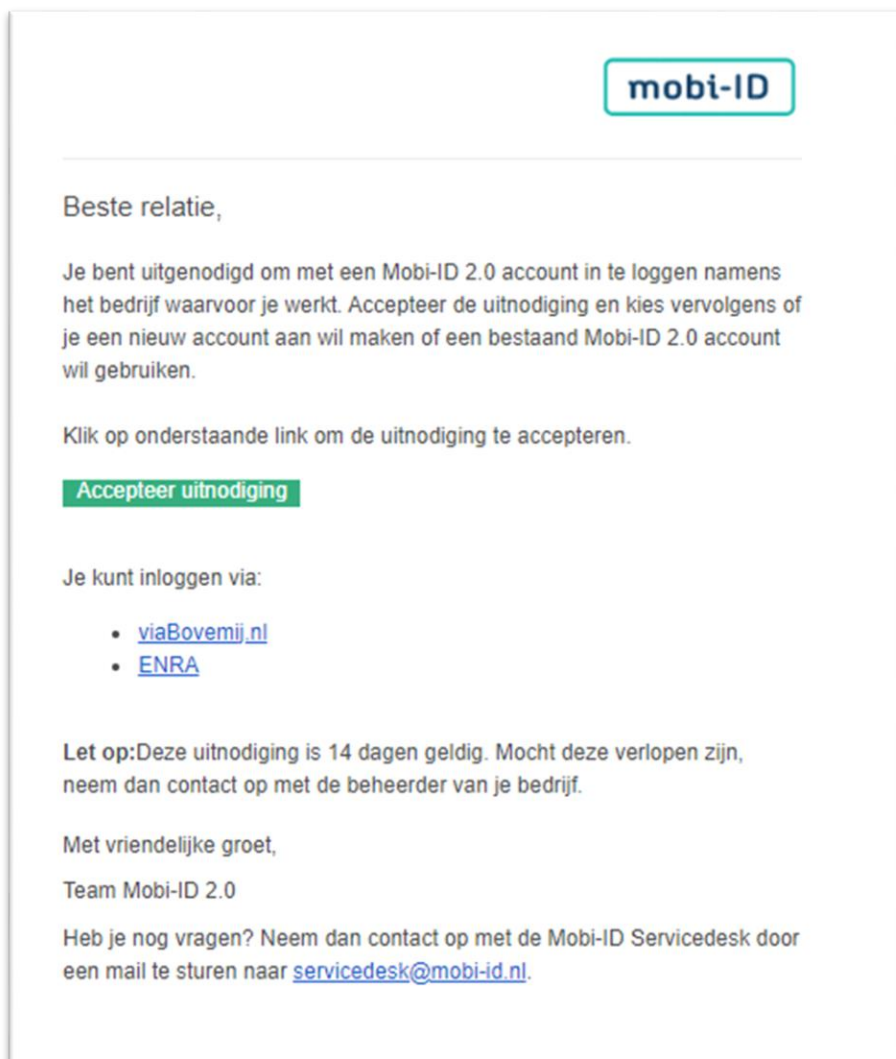 mobi-ID
Beste relatie,
Je bent uitgenodigd om met een Mobi-ID 2.0 account in te loggen namens
het bedrijf waarvoor je werkt. Accepteer de uitnodiging en kies vervolgens of
je een nieuw account aan wil maken of een bestaand Mobi-ID 2.0 account
wil gebruiken.
Klik op onderstaande link om de uitnodiging te accepteren.
Accepteer uitnodiging
Je kunt inloggen via:
• viaBovemij.nl
• ENRA
Let op:Deze uitnodiging is 14 dagen geldig. Mocht deze verlopen zijn,
neem dan contact op met de beheerder van je bedrijf.
Met vriendelijke groet,
Team Mobi-ID 2.0
Heb je nog vragen? Neem dan contact op met de Mobi-ID Servicedesk door
een mail te sturen naar servicedesk@mobi-id.nl.